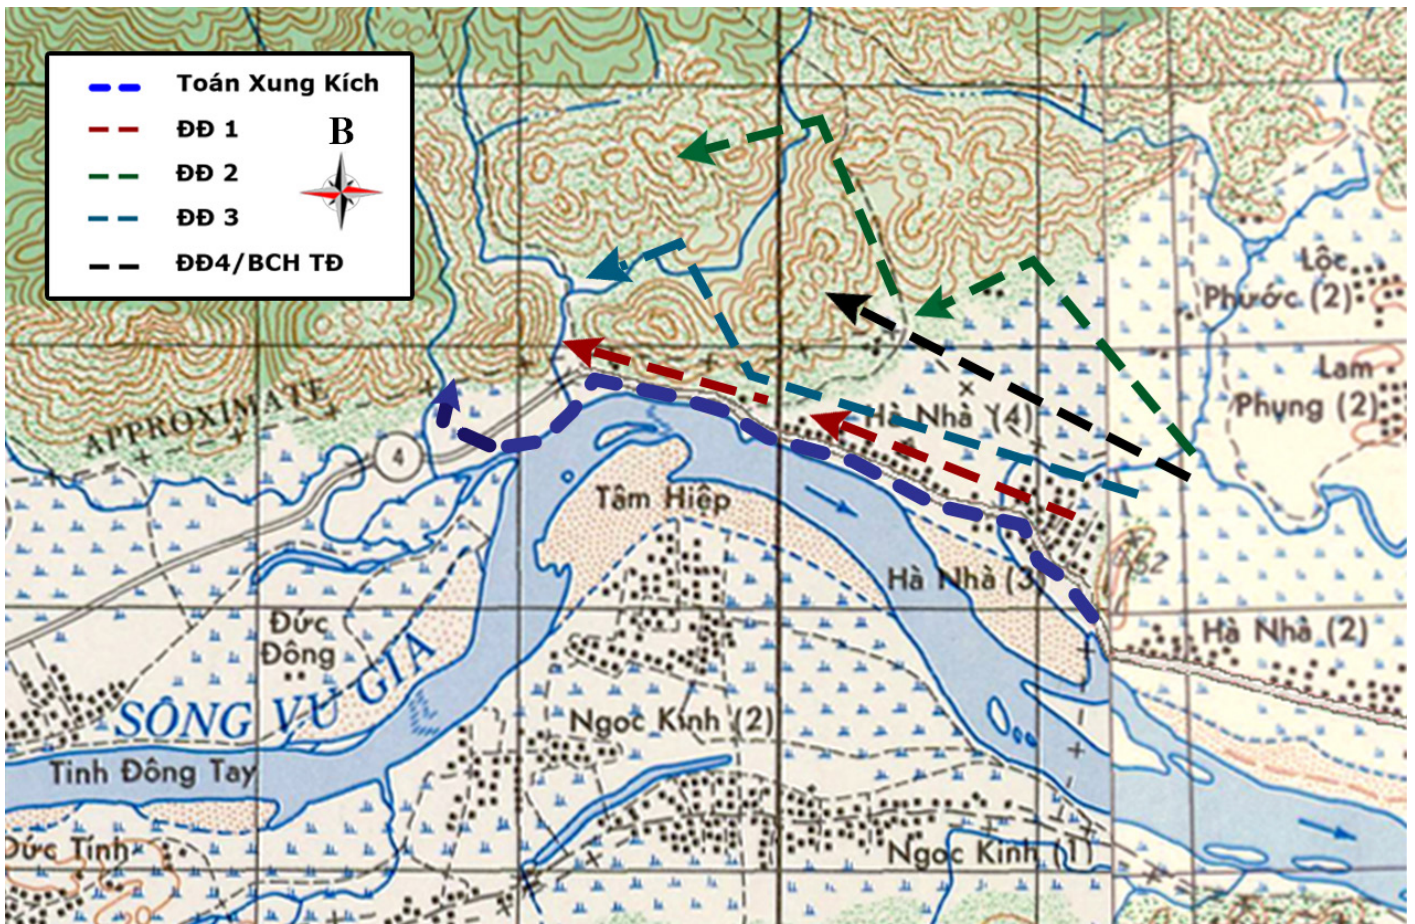 Toán Xung Kích
ĐĐ 1
B
ĐĐ 2
ĐĐ 3
ĐĐ4/BCH TĐ
Lộc
Phước (2)
Lam
Phụng (2)
APPROXIMATE
4
Hà Nhà (4)
Tâm Hiệp
52
Hà Nhà (3)
Hà Nhà (2)
Đức
Đông
SÔNG VU GIA
Ngọc Kinh (2)
Tinh Đông Tay
Đức Tinh
Ngọc Kinh (1)